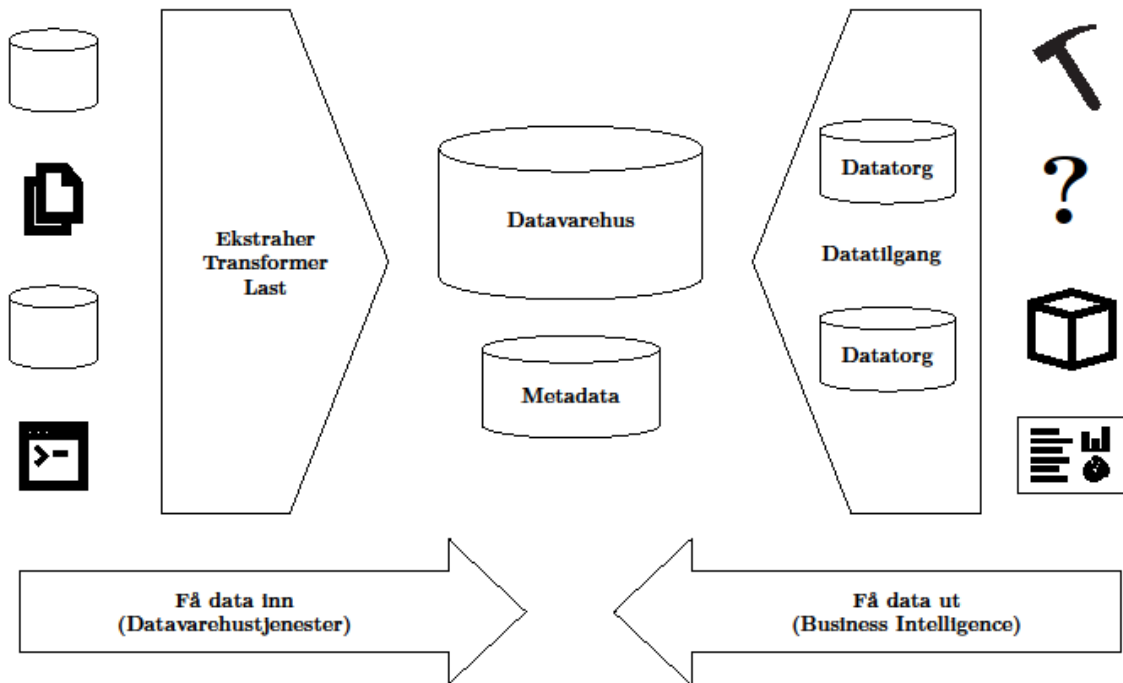 Ekstraher
Transformer
Last
Datavarehus
Metadata
Datatorg
Datatilgang
Datatorg
?
Få data inn
(Datavarehustjenester)
Få data ut
(Business Intelligence)